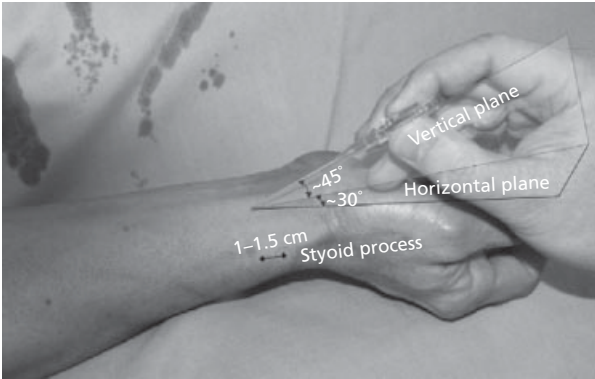 Vertical plane
~45°
Horizontal plane
~30°
1–1.5 cm
Styoid process